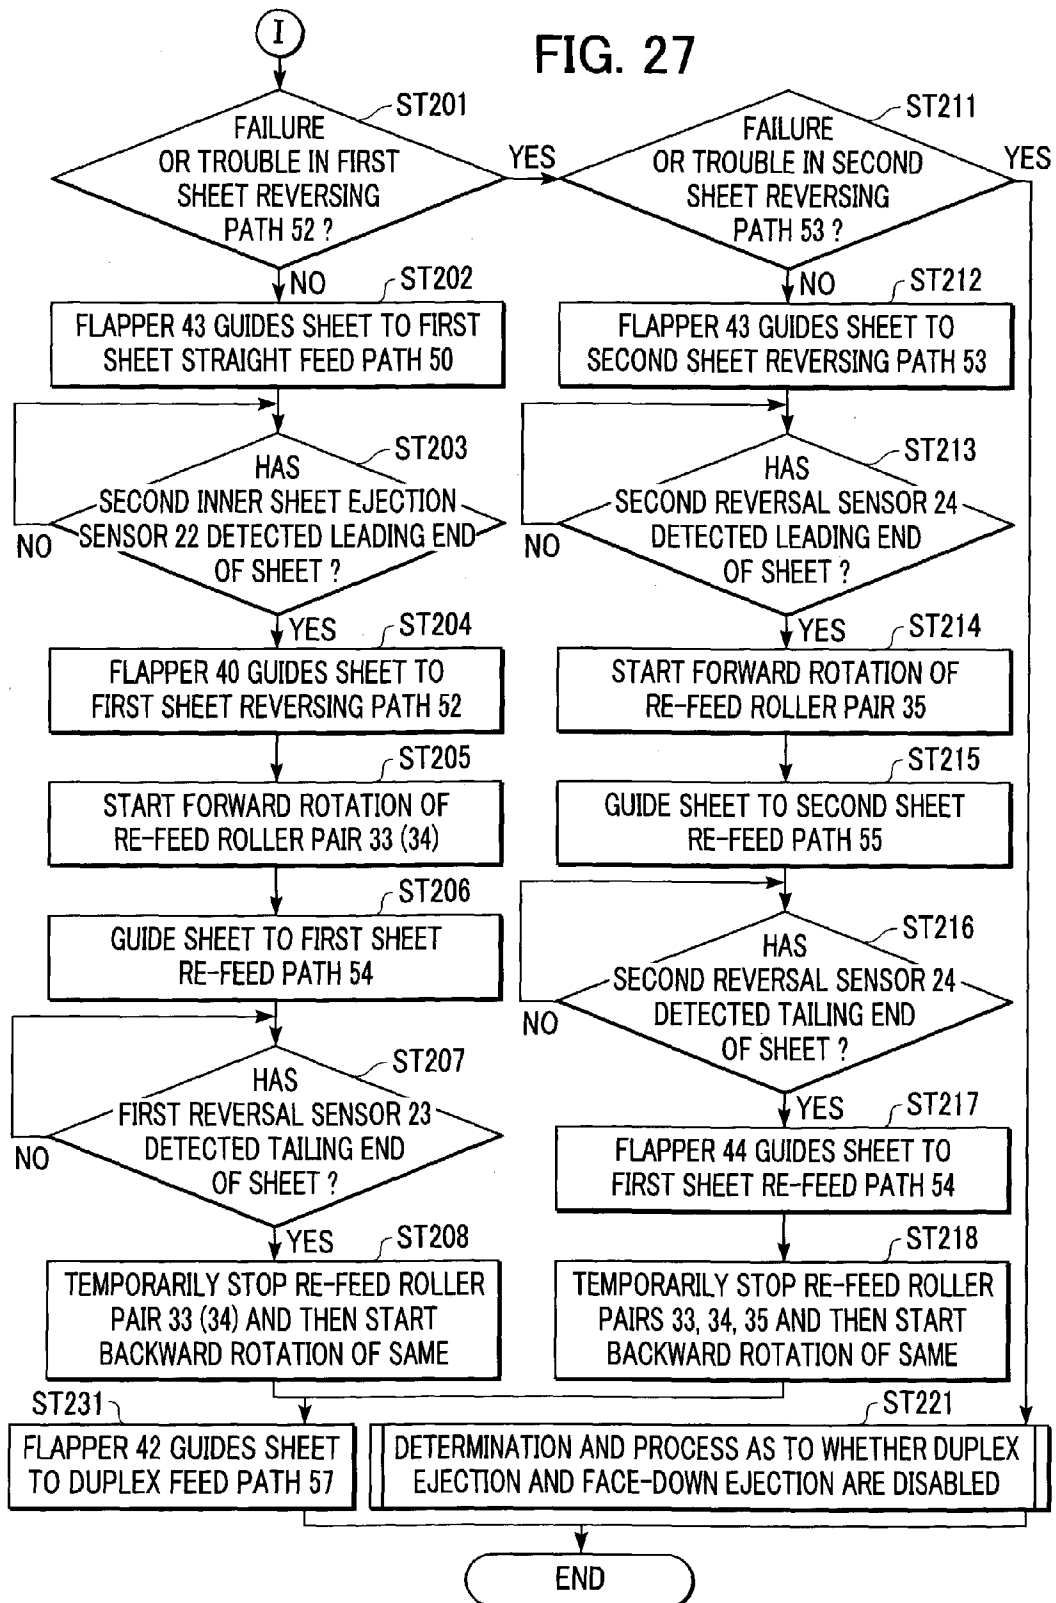 I
FIG. 27
ST201
FAILURE
OR TROUBLE IN FIRST
SHEET REVERSING
PATH 52 ?
YES
NO
ST202
FLAPPER 43 GUIDES SHEET TO FIRST
SHEET STRAIGHT FEED PATH 50
ST203
HAS
SECOND INNER SHEET EJECTION
SENSOR 22 DETECTED LEADING END
OF SHEET ?
NO
YES
ST204
FLAPPER 40 GUIDES SHEET TO
FIRST SHEET REVERSING PATH 52
ST205
START FORWARD ROTATION OF
RE-FEED ROLLER PAIR 33 (34)
ST206
GUIDE SHEET TO FIRST SHEET
RE-FEED PATH 54
ST207
HAS
FIRST REVERSAL SENSOR 23
DETECTED TAILING END
OF SHEET ?
NO
YES
ST208
TEMPORARILY STOP RE-FEED ROLLER
PAIR 33 (34) AND THEN START
BACKWARD ROTATION OF SAME
ST211
FAILURE
OR TROUBLE IN SECOND
SHEET REVERSING
PATH 53 ?
YES
NO
ST212
FLAPPER 43 GUIDES SHEET TO
SECOND SHEET REVERSING PATH 53
ST213
HAS
SECOND REVERSAL SENSOR 24
DETECTED LEADING END
OF SHEET ?
NO
YES
ST214
START FORWARD ROTATION OF
RE-FEED ROLLER PAIR 35
ST215
GUIDE SHEET TO SECOND SHEET
RE-FEED PATH 55
ST216
HAS
SECOND REVERSAL SENSOR 24
DETECTED TAILING END
OF SHEET ?
NO
YES
ST217
FLAPPER 44 GUIDES SHEET TO
FIRST SHEET RE-FEED PATH 54
ST218
TEMPORARILY STOP RE-FEED ROLLER
PAIRS 33, 34, 35 AND THEN START
BACKWARD ROTATION OF SAME
ST231
FLAPPER 42 GUIDES SHEET
TO DUPLEX FEED PATH 57
ST221
DETERMINATION AND PROCESS AS TO WHETHER DUPLEX
EJECTION AND FACE-DOWN EJECTION ARE DISABLED
END